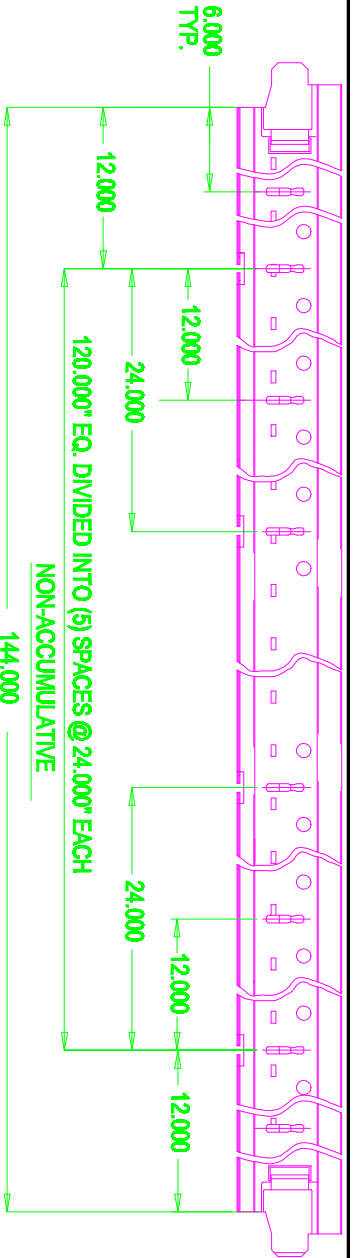 6.000
TYP.
12.000
12.000
24.000
120.000" EQ. DIVIDED INTO (5) SPACES @ 24.000" EACH
NON-ACCUMULATIVE
144.000
24.000
12.000
12.000